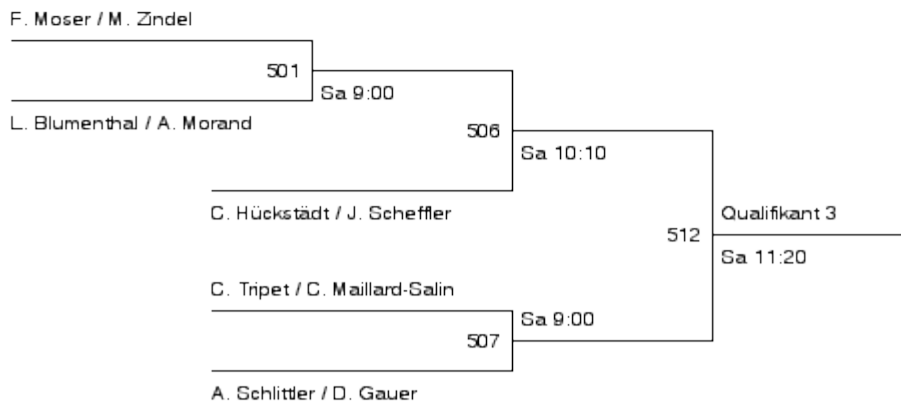 F. Moser / M. Zindel
501
Sa 9:00
L. Blumenthal / A. Morand
506
Sa 10:10
C. Hückstädt / J. Scheffler
Qualifikant 3
512
Sa 11:20
C. Tripet / C. Maillard-Salin
Sa 9:00
507
A. Schlittler / D. Gauer